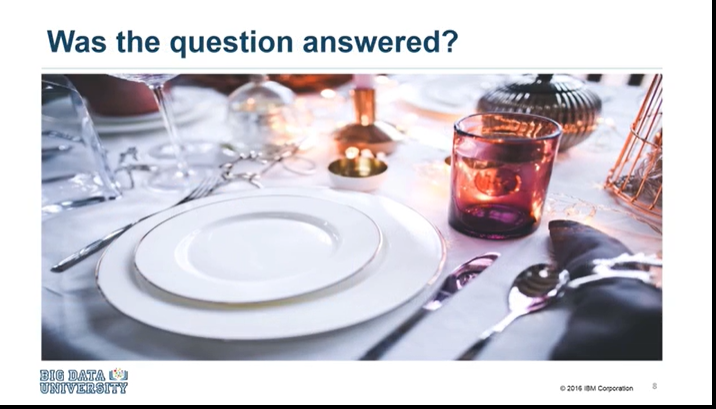 Was the question answered?
BIG DATA
UNIVERSITY
© 2016 IBM Corporation
8